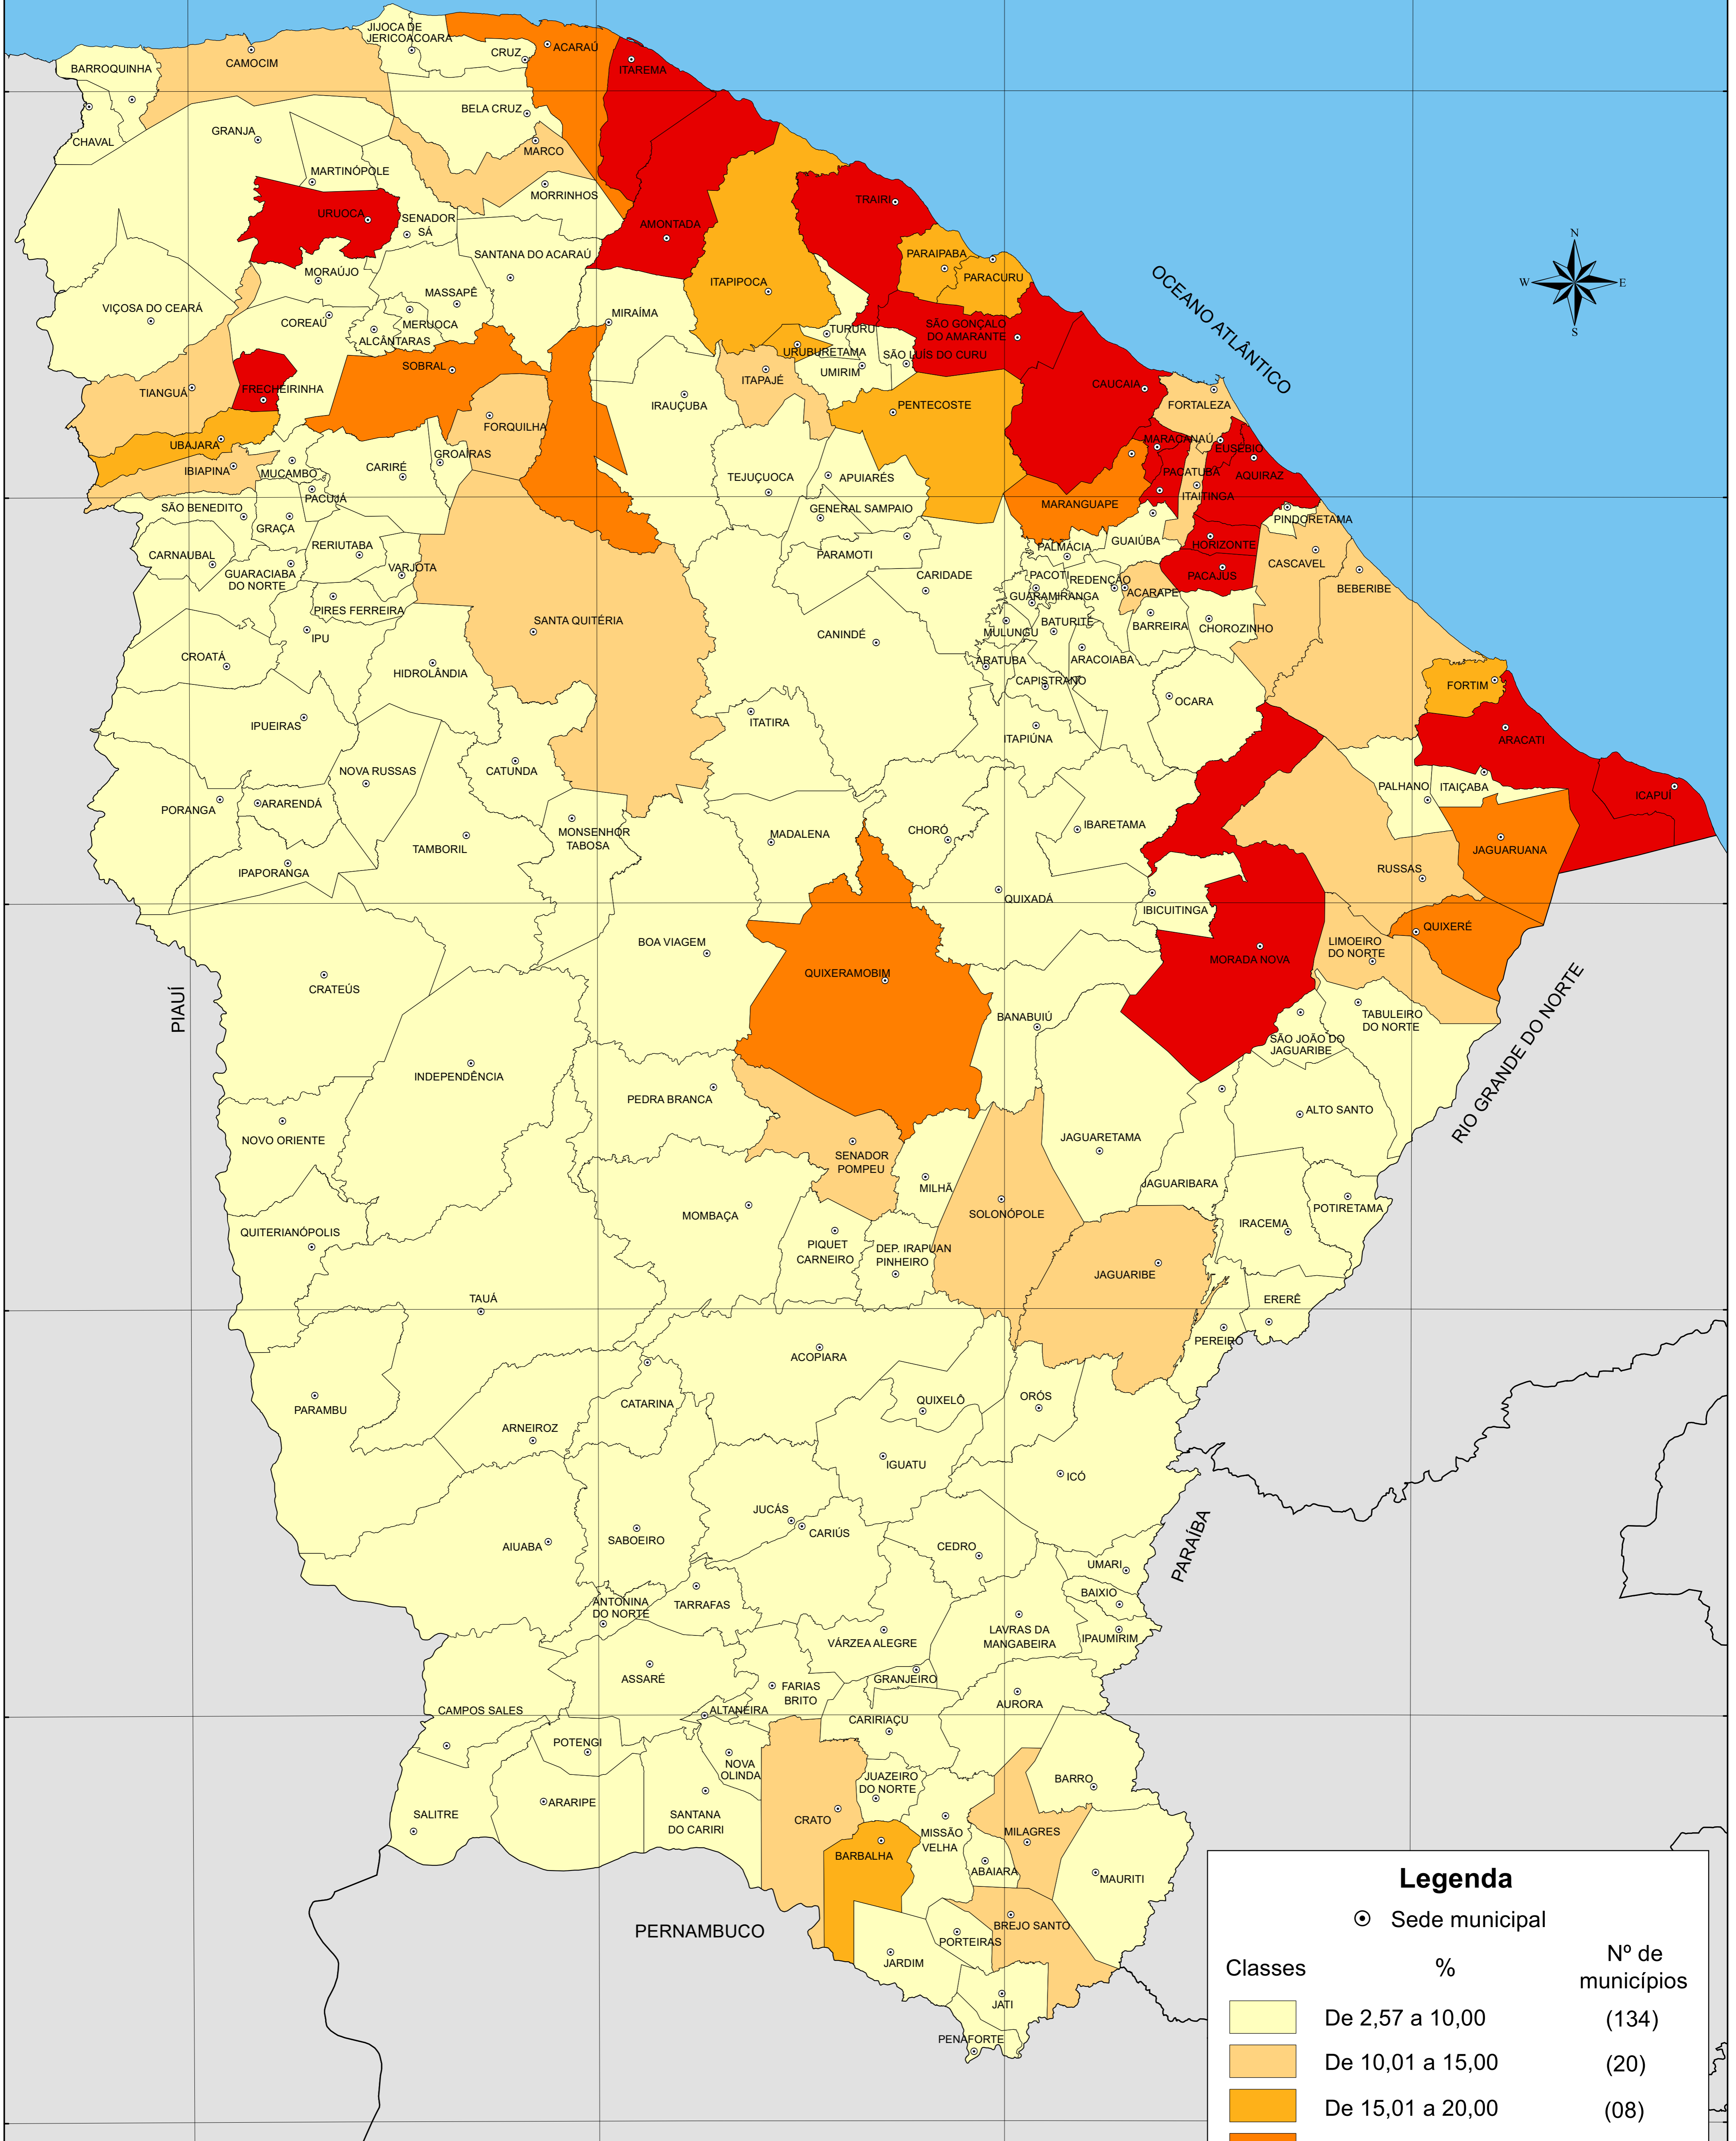 JIJOCA DE
JERICOACOARA
CRUZ
ACARAÚ
BARROQUINHA
CAMOCIM
ITAREMA
CHAVAL
GRANJA
BELA CRUZ
MARCO
MARTINÓPOLE
MORRINHOS
URUOCA
SENADOR
SÁ
AMONTADA
TRAIRI
SANTANA DO ACARAÚ
MORAÚJO
PARAIPABA
PARACURU
OCEANO ATLÂNTICO
N
W
E
S
VIÇOSA DO CEARÁ
MASSAPÊ
ITAPIPOCA
COREAÚ
MERUOCA
ALCÂNTARAS
MIRAÍMA
TURURU
SÃO GONÇALO
DO AMARANTE
URUBURETAMA
SÃO LUÍS DO CURU
UMIRIM
SOBRAL
TIANGUÁ
FRECHEIRINHA
ITAPAJÉ
IRAUÇUBA
PENTECOSTE
CAUCAIA
FORTALEZA
FORQUILHA
UBAJARA
MARACANAÚ
EUSÉBIO
IBIAPINA
MUCAMBO
CARIRÉ
GROAÍRAS
TEJUÇUOCA
APUIARÉS
PACATUBA
AQUIRAZ
PACUJÁ
ITAITINGA
SÃO BENEDITO
GRAÇA
GENERAL SAMPAIO
MARANGUAPE
PINDORETAMA
CARNAUBAL
RERIUTABA
PARAMOTI
PALMÁCIA
GUAIÚBA
HORIZONTE
GUARACIABA
DO NORTE
VARJOTA
CARIDADE
PACOTI
REDENÇÃO
PACAJUS
CASCAVEL
BEBERIBE
PIRES FERREIRA
GUARAMIRANGA
ACARAPE
IPU
SANTA QUITÉRIA
CANINDÉ
MULUNGU
BATURITÉ
BARREIRA
CHOROZINHO
CROATÁ
HIDROLÂNDIA
ARATUBA
ARACOIABA
CAPISTRANO
FORTIM
OCARA
IPUEIRAS
ITATIRA
ITAPIÚNA
ARACATI
NOVA RUSSAS
CATUNDA
PALHANO
ITAIÇABA
ICAPUÍ
PORANGA
ARARENDÁ
MONSENHOR
TABOSA
MADALENA
CHORÓ
IBARETAMA
TAMBORIL
IPAPORANGA
RUSSAS
JAGUARUANA
QUIXADÁ
IBICUITINGA
BOA VIAGEM
QUIXERÉ
LIMOEIRO
DO NORTE
MORADA NOVA
PIAUÍ
CRATEÚS
QUIXERAMOBIM
BANABUIÚ
TABULEIRO
DO NORTE
SÃO JOÃO DO
JAGUARIBE
RIO GRANDE DO NORTE
INDEPENDÊNCIA
PEDRA BRANCA
NOVO ORIENTE
ALTO SANTO
JAGUARETAMA
SENADOR
POMPEU
MILHÃ
JAGUARIBARA
POTIRETAMA
MOMBAÇA
SOLONÓPOLE
IRACEMA
QUITERIANÓPOLIS
PIQUET
CARNEIRO
DEP. IRAPUAN
PINHEIRO
JAGUARIBE
TAUÁ
ERERÊ
PEREIRO
ACOPIARA
PARAMBU
CATARINA
QUIXELÔ
ORÓS
ARNEIROZ
IGUATU
ICÓ
JUCÁS
CARIÚS
SABOEIRO
AIUABA
CEDRO
PARAÍBA
UMARI
BAIXIO
ANTONINA
DO NORTE
TARRAFAS
VÁRZEA ALEGRE
LAVRAS DA
MANGABEIRA
IPAUMIRIM
ASSARÉ
FARIAS
BRITO
GRANJEIRO
AURORA
CAMPOS SALES
ALTANEIRA
CARIRIAÇU
POTENGI
NOVA
OLINDA
JUAZEIRO
DO NORTE
BARRO
SALITRE
ARARIPE
SANTANA
DO CARIRI
CRATO
MISSÃO
VELHA
MILAGRES
BARBALHA
ABAIARA
MAURITI
PERNAMBUCO
BREJO SANTO
PORTEIRAS
JARDIM
JATI
PENAFORTE
Legenda
Sede municipal
Classes
%
Nº de
municípios
De 2,57 a 10,00
(134)
De 10,01 a 15,00
(20)
De 15,01 a 20,00
(08)